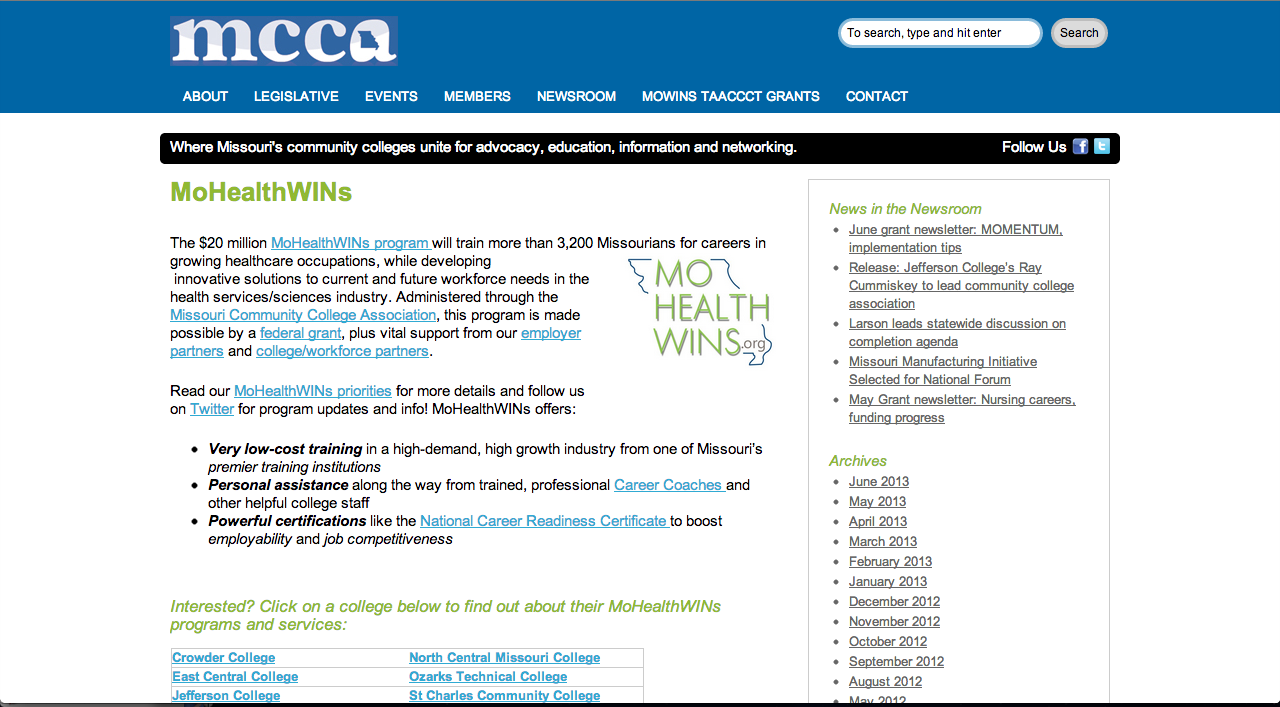 mcca
To search, type and hit enter
Search
ABOUT LEGISLATIVE EVENTS MEMBERS NEWSROOM MOWINS TAACCCT GRANTS CONTACT
Where Missouri's community colleges unite for advocacy, education, information and networking.
Follow Us f t
MoHealthWINs
The $20 million MoHealthWINs program will train more than 3,200 Missourians for careers in
growing healthcare occupations, while developing
innovative solutions to current and future workforce needs in the
health services/sciences industry. Administered through the
Missouri Community College Association, this program is made
possible by a federal grant, plus vital support from our employer
partners and college/workforce partners.
MO
HEALTH
WINS.org
Read our MoHealthWINs priorities for more details and follow us
on Twitter for program updates and info! MoHealthWINs offers:
Very low-cost training in a high-demand, high growth industry from one of Missouri's
premier training institutions
Personal assistance along the way from trained, professional Career Coaches and
other helpful college staff
Powerful certifications like the National Career Readiness Certificate to boost
employability and job competitiveness
Interested? Click on a college below to find out about their MoHealthWINs
programs and services:
Crowder College North Central Missouri College
East Central College Ozarks Technical College
Jefferson College St Charles Community College
News in the Newsroom
June grant newsletter: MOMENTUM,
implementation tips
Release: Jefferson College's Ray
Cummiskey to lead community college
association
Larson leads statewide discussion on
completion agenda
Missouri Manufacturing Initiative
Selected for National Forum
May Grant newsletter: Nursing careers,
funding progress
Archives
June 2013
May 2013
April 2013
March 2013
February 2013
January 2013
December 2012
November 2012
October 2012
September 2012
August 2012
May 2012